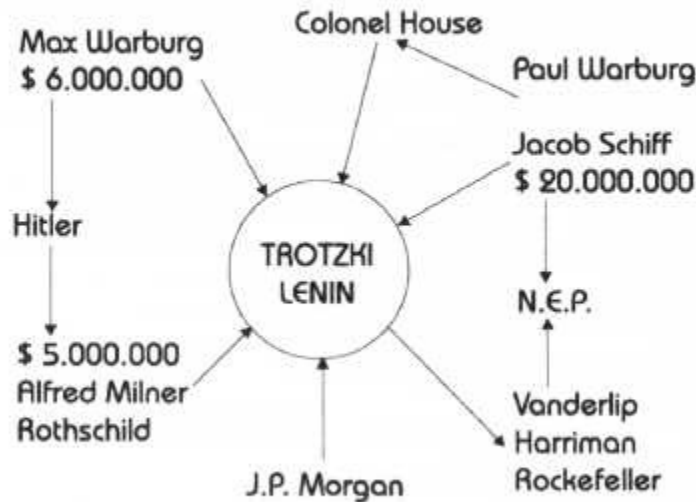 Colonel House
Max Warburg
$ 6.000.000
Paul Warburg
Jacob Schiff
$ 20.000.000
Hitler
TROTZKI
LENIN
N.E.P.
$ 5.000.000
Alfred Milner
Rothschild
Vanderlip
Harriman
Rockefeller
J.P. Morgan